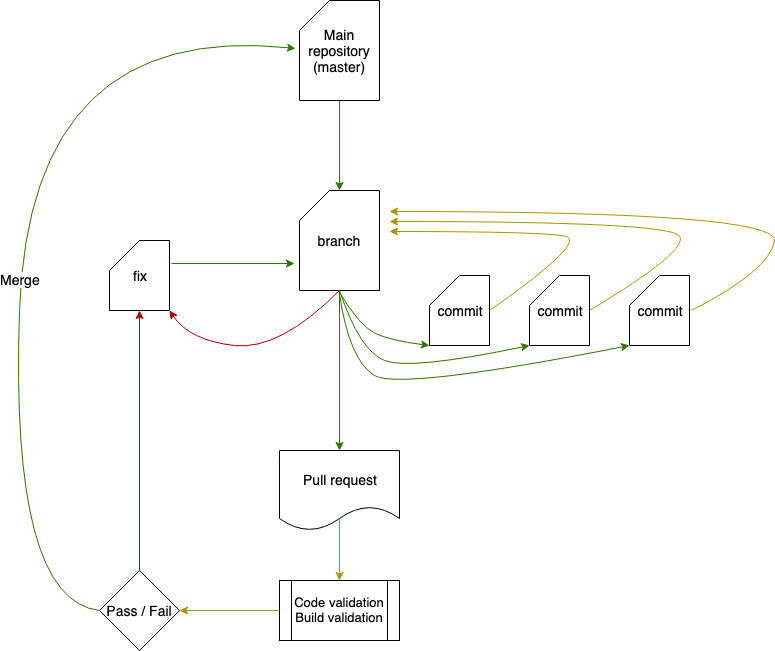 Main
repository
(master)
branch
fix
Merge
commit
commit
commit
Pull request
Code validation
Build validation
Pass / Fail